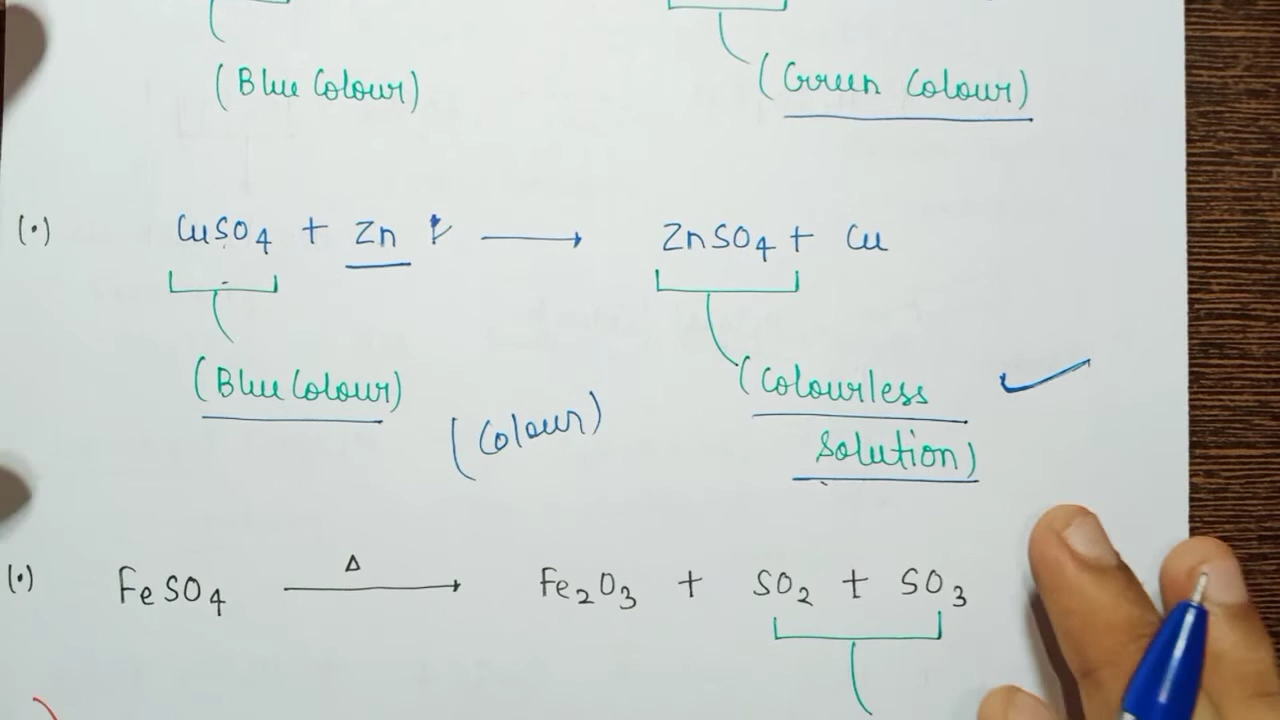 (Blue Colour) (Green Colour)
(•) CuSO₄ + Zn ⟶ ZnSO₄ + Cu
(Blue Colour) (Colour) (Colourless
Solution)
(•) FeSO₄ —Δ→ Fe₂O₃ + SO₂ + SO₃